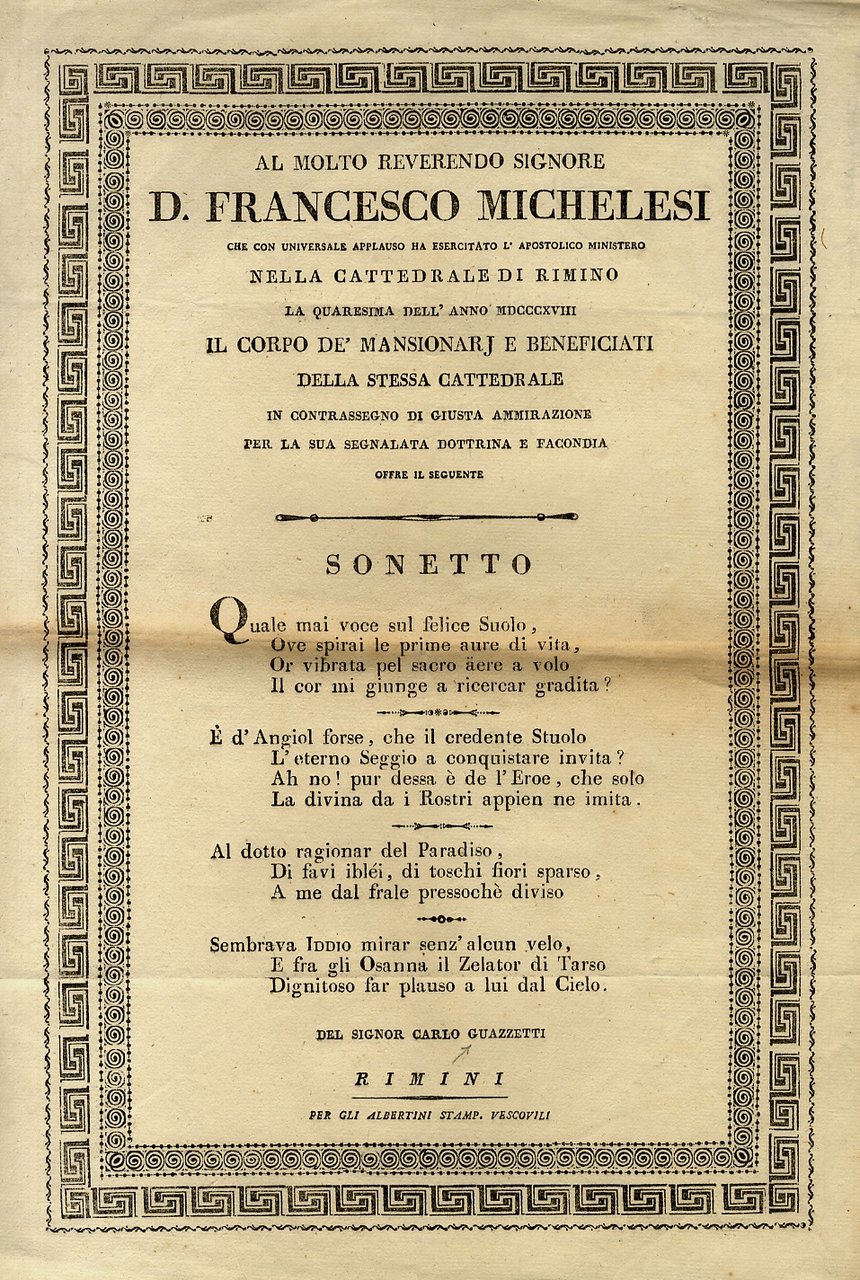 AL MOLTO REVERENDO SIGNORE
D. FRANCESCO MICHELESI
CHE CON UNIVERSALE APPLAUSO HA ESERCITATO L' APOSTOLICO MINISTERO
NELLA CATTEDRALE DI RIMINO
LA QUARESIMA DELL' ANNO MDCCCXVIII
IL CORPO DE' MANSIONARJ E BENEFICIATI
DELLA STESSA CATTEDRALE
IN CONTRASSEGNO DI GIUSTA AMMIRAZIONE
PER LA SUA SEGNALATA DOTTRINA E FACONDIA
OFFRE IL SEGUENTE
SONETTO
Quale mai voce sul felice Suolo,
Ove spirai le prime aure di vita,
Or vibrata pel sacro äere a volo
Il cor mi giunge a ricercar gradita?
È d' Angiol forse, che il credente Stuolo
L' eterno Seggio a conquistare invita?
Ah no! pur dessa è de l' Eroe, che solo
La divina da i Rostri appien ne imita.
Al dotto ragionar del Paradiso,
Di favi ibléi, di toschi fiori sparso,
A me dal frale pressochè diviso
Sembrava IDDIO mirar senz' alcun velo,
E fra gli Osanna il Zelator di Tarso
Dignitoso far plauso a lui dal Cielo.
DEL SIGNOR CARLO GUAZZETTI
RIMINI
PER GLI ALBERTINI STAMP. VESCOVILI